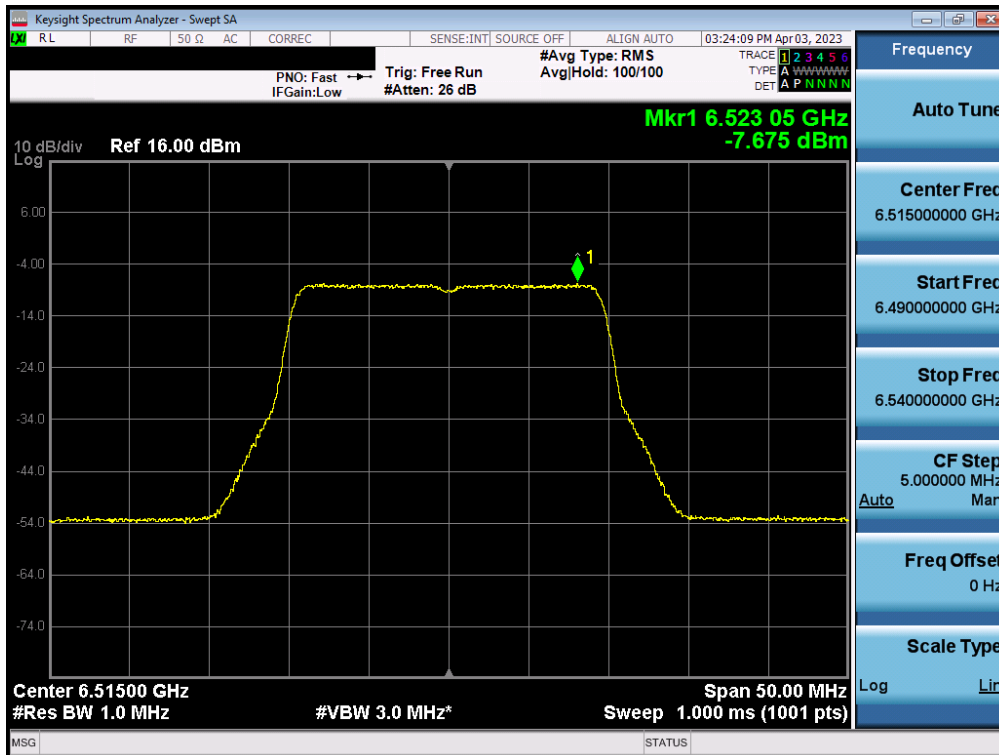 Keysight Spectrum Analyzer - Swept SA
LXI RL RF 50 Ω AC CORREC SENSE:INT SOURCE OFF ALIGN AUTO 03:24:09 PM Apr 03, 2023
PNO: Fast
IFGain:Low
Trig: Free Run
#Atten: 26 dB
#Avg Type: RMS
Avg|Hold: 100/100
TRACE 1 2 3 4 5 6
TYPE A WWWWW
DET A P N N N N
Mkr1 6.523 05 GHz
-7.675 dBm
10 dB/div
Log
Ref 16.00 dBm
6.00
-4.00
-14.0
-24.0
-34.0
-44.0
-54.0
-64.0
-74.0
1
Center 6.51500 GHz
Span 50.00 MHz
#Res BW 1.0 MHz
#VBW 3.0 MHz*
Sweep 1.000 ms (1001 pts)
MSG
STATUS
Frequency
Auto Tune
Center Freq
6.515000000 GHz
Start Freq
6.490000000 GHz
Stop Freq
6.540000000 GHz
CF Step
5.000000 MHz
Auto Man
Freq Offset
0 Hz
Scale Type
Log Lin